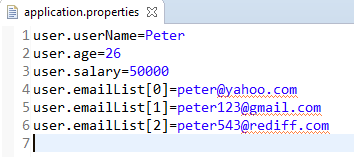 application.properties
1 user.userName=Peter
2 user.age=26
3 user.salary=50000
4 user.emailList[0]=peter@yahoo.com
5 user.emailList[1]=peter123@gmail.com
6 user.emailList[2]=peter543@rediff.com
7